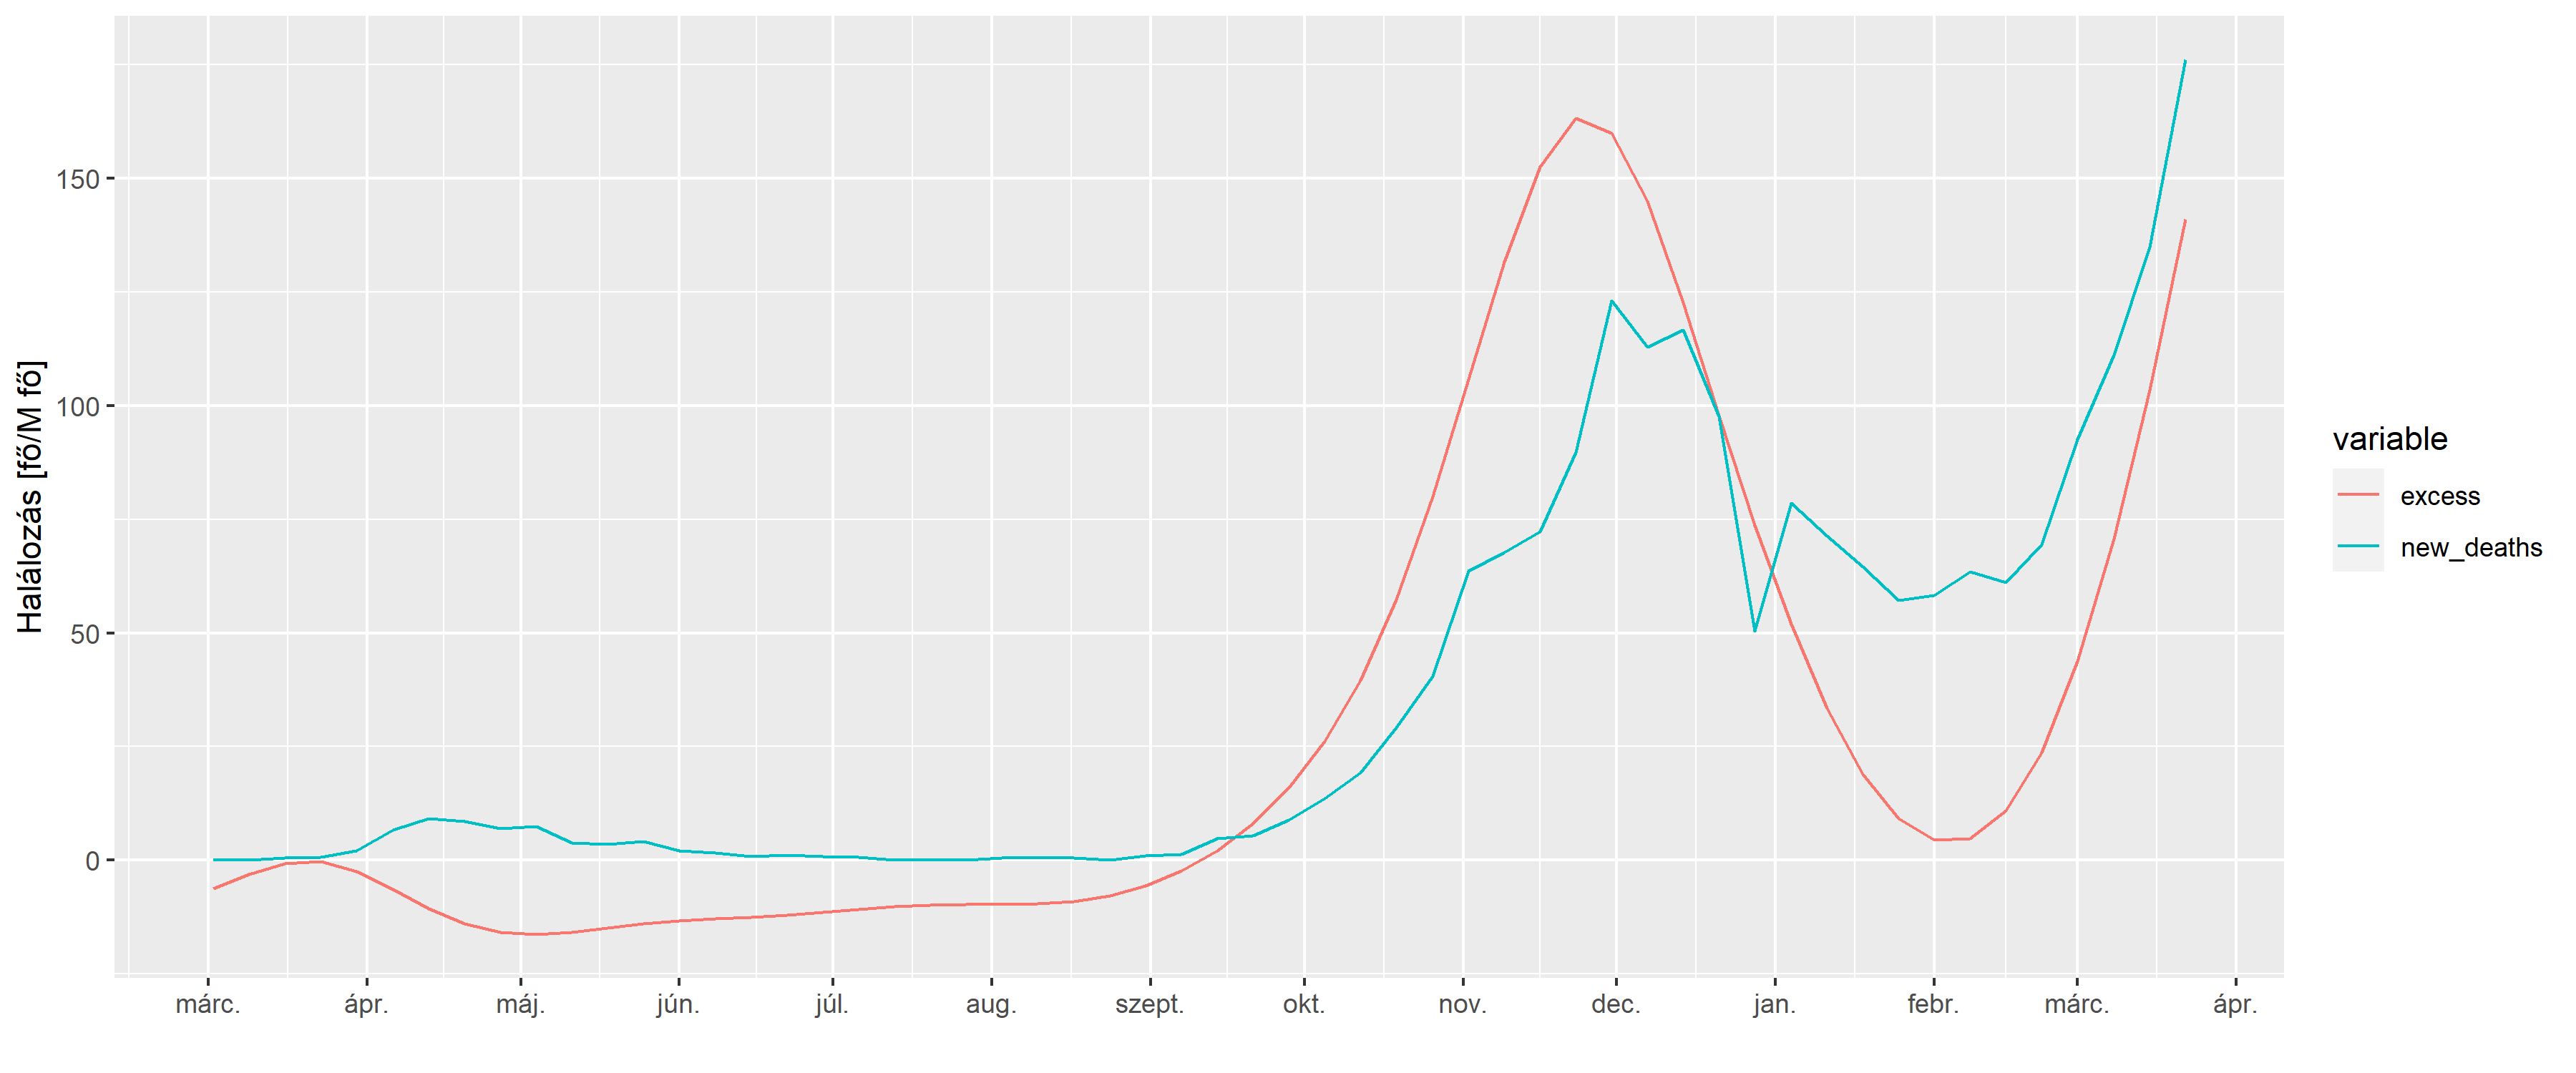 Halálozás [fő/M fő]
150
100
50
0
márc. ápr. máj. jún. júl. aug. szept. okt. nov. dec. jan. febr. márc. ápr.
variable
excess
new_deaths